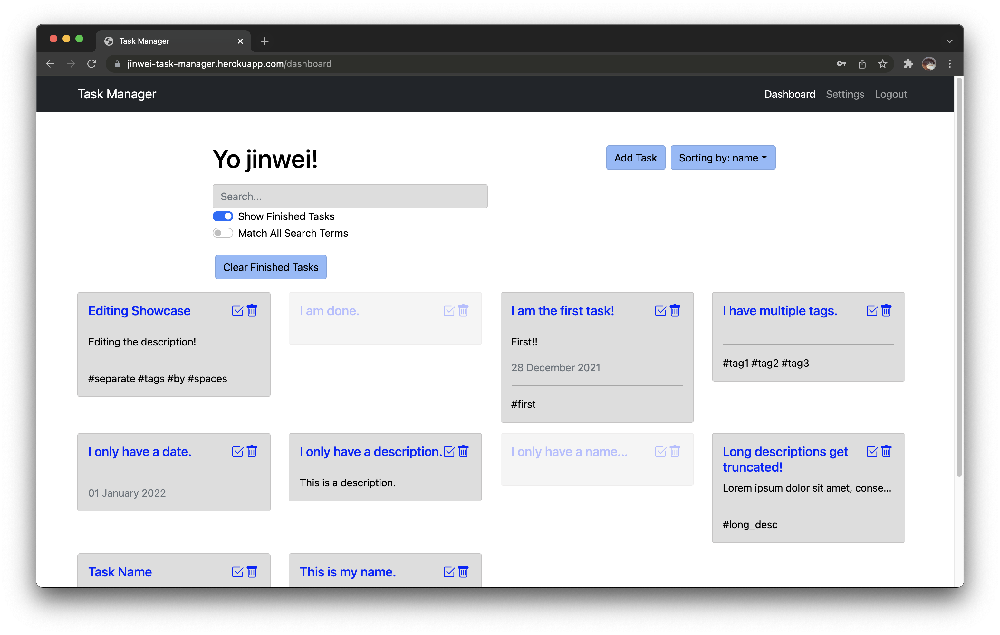 Task Manager
jinwei-task-manager.herokuapp.com/dashboard
Task Manager
Dashboard Settings Logout
Yo jinwei!
Add Task
Sorting by: name
Search...
Show Finished Tasks
Match All Search Terms
Clear Finished Tasks
Editing Showcase
Editing the description!
#separate #tags #by #spaces
I am done.
I am the first task!
First!!
28 December 2021
#first
I have multiple tags.
#tag1 #tag2 #tag3
I only have a date.
01 January 2022
I only have a description.
This is a description.
I only have a name...
Long descriptions get
truncated!
Lorem ipsum dolor sit amet, conse...
#long_desc
Task Name
This is my name.